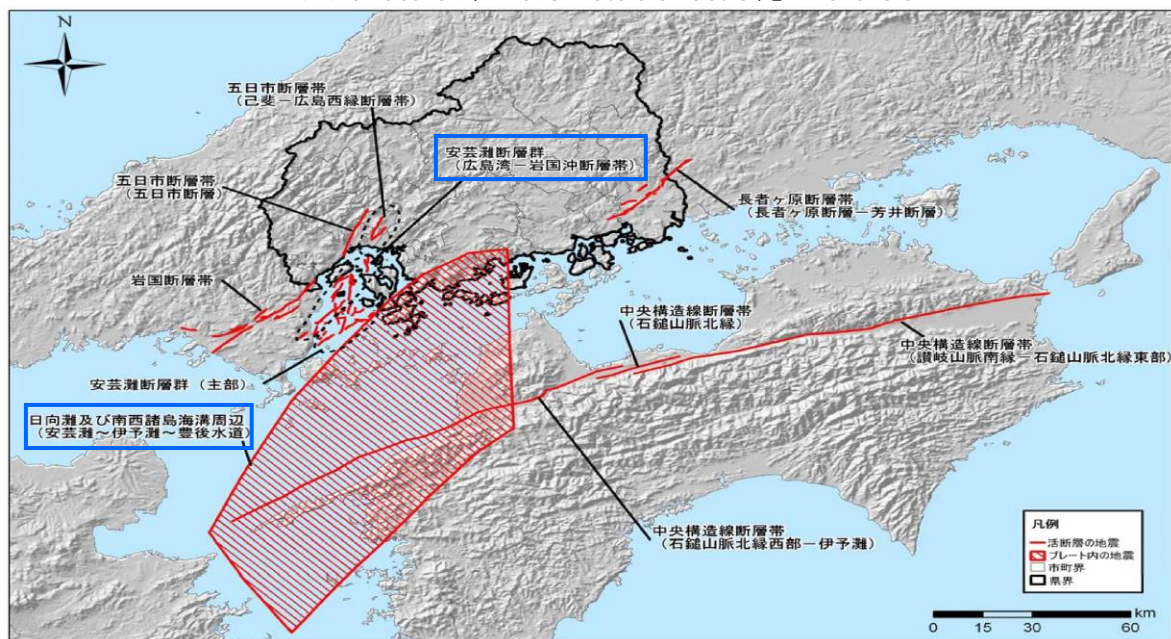 N
五日市断層帯
(己斐－広島西縁断層帯)
安芸灘断層群
(広島湾－岩国沖断層帯)
五日市断層帯
(五日市断層)
長者ヶ原断層帯
(長者ヶ原断層－芳井断層)
岩国断層帯
中央構造線断層帯
(石鎚山脈北縁)
中央構造線断層帯
(讃岐山脈南縁－石鎚山脈北縁東部)
安芸灘断層群 (主部)
日向灘及び南西諸島海溝周辺
(安芸灘～伊予灘～豊後水道)
中央構造線断層帯
(石鎚山脈北縁西部－伊予灘)
凡例
活断層の地震
プレート内の地震
市町界
県界
km
0 15 30 60